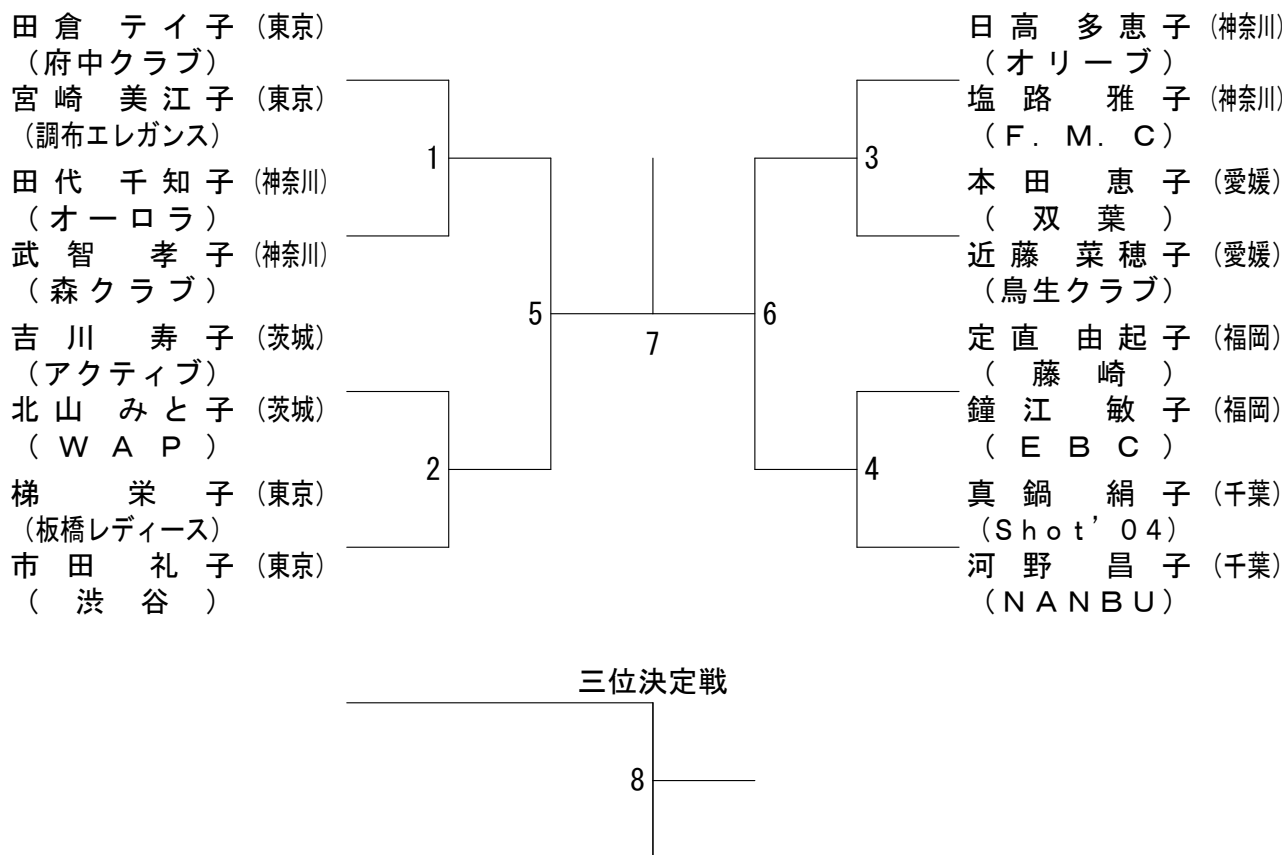 田倉 テイ子 (東京)
(府中クラブ)
宮崎 美江子 (東京)
(調布エレガンス)
田代 千知子 (神奈川)
(オーロラ)
武智 孝子 (神奈川)
(森クラブ)
吉川 寿子 (茨城)
(アクティブ)
北山 みと子 (茨城)
(WAP)
梯 栄子 (東京)
(板橋レディース)
市田 礼子 (東京)
(渋谷)
1
2
5
7
6
3
4
日高 多恵子 (神奈川)
(オリーブ)
塩路 雅子 (神奈川)
(F.M.C)
本田 恵子 (愛媛)
(双葉)
近藤 菜穂子 (愛媛)
(鳥生クラブ)
定直 由起子 (福岡)
(藤崎)
鐘江 敏子 (福岡)
(EBC)
真鍋 絹子 (千葉)
(Shot'04)
河野 昌子 (千葉)
(NANBU)
三位決定戦
8